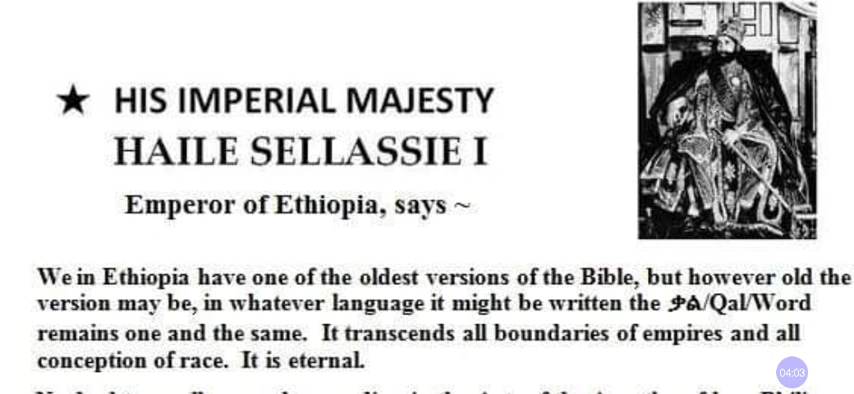 ★ HIS IMPERIAL MAJESTY
HAILE SELLASSIE I
Emperor of Ethiopia, says ~
We in Ethiopia have one of the oldest versions of the Bible, but however old the
version may be, in whatever language it might be written the ቃል/Qal/Word
remains one and the same. It transcends all boundaries of empires and all
conception of race. It is eternal.
04:03